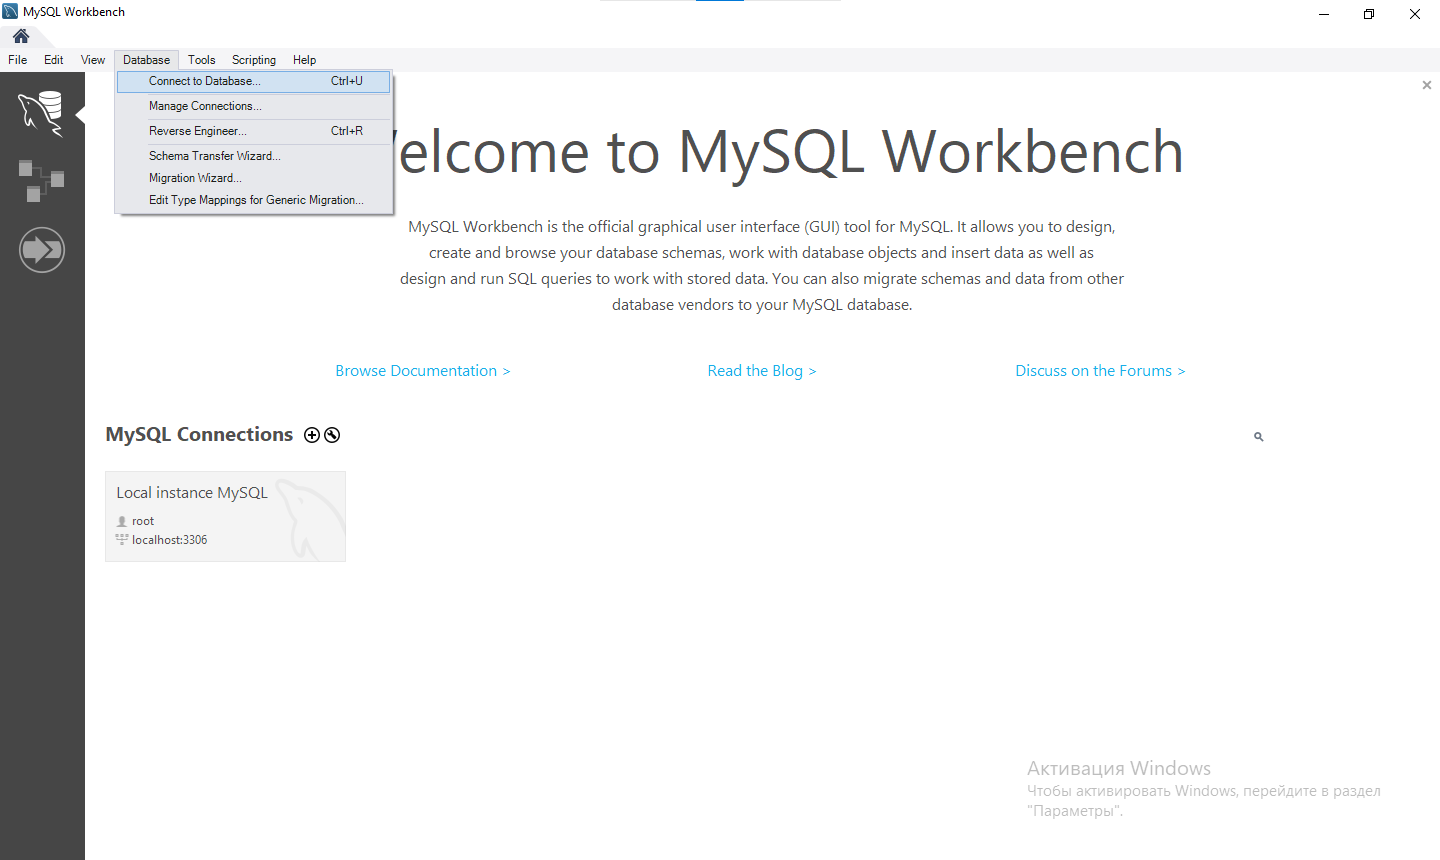 MySQL Workbench
File Edit View Database Tools Scripting Help
Connect to Database... Ctrl+U
Manage Connections...
Reverse Engineer... Ctrl+R
Schema Transfer Wizard...
Migration Wizard...
Edit Type Mappings for Generic Migration...
elcome to MySQL Workbench
MySQL Workbench is the official graphical user interface (GUI) tool for MySQL. It allows you to design,
create and browse your database schemas, work with database objects and insert data as well as
design and run SQL queries to work with stored data. You can also migrate schemas and data from other
database vendors to your MySQL database.
Browse Documentation > Read the Blog > Discuss on the Forums >
MySQL Connections
Local instance MySQL
root
localhost:3306
Активация Windows
Чтобы активировать Windows, перейдите в раздел
"Параметры".